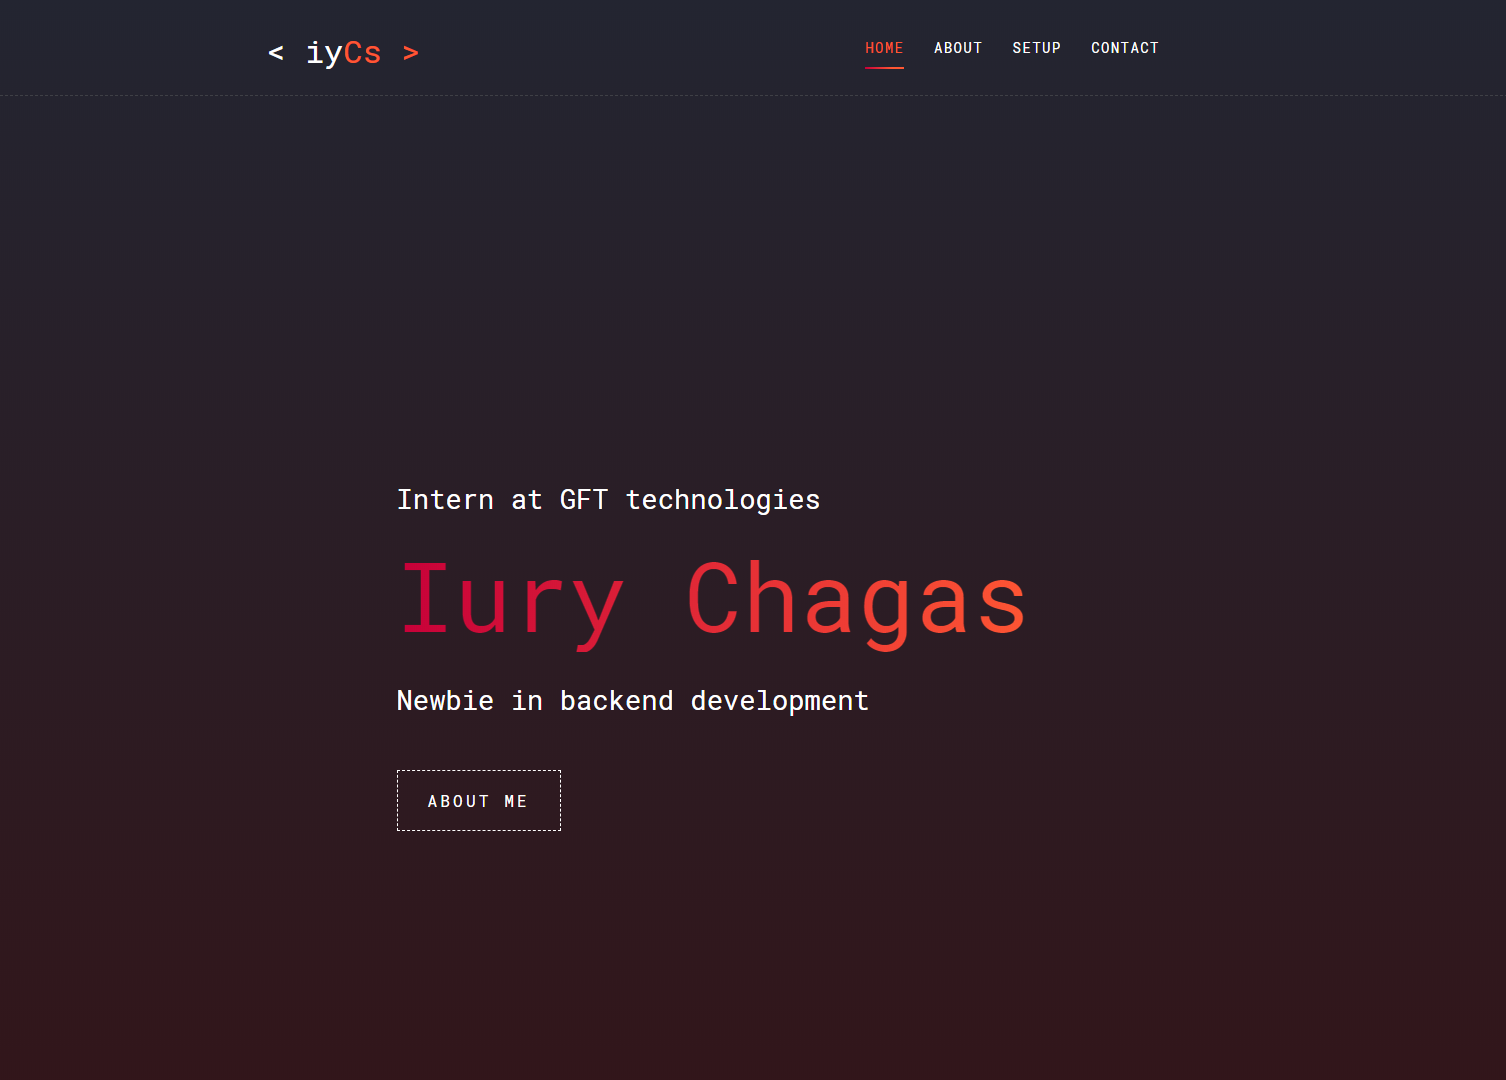 < iyCs >
HOME ABOUT SETUP CONTACT
Intern at GFT technologies
Iury Chagas
Newbie in backend development
ABOUT ME